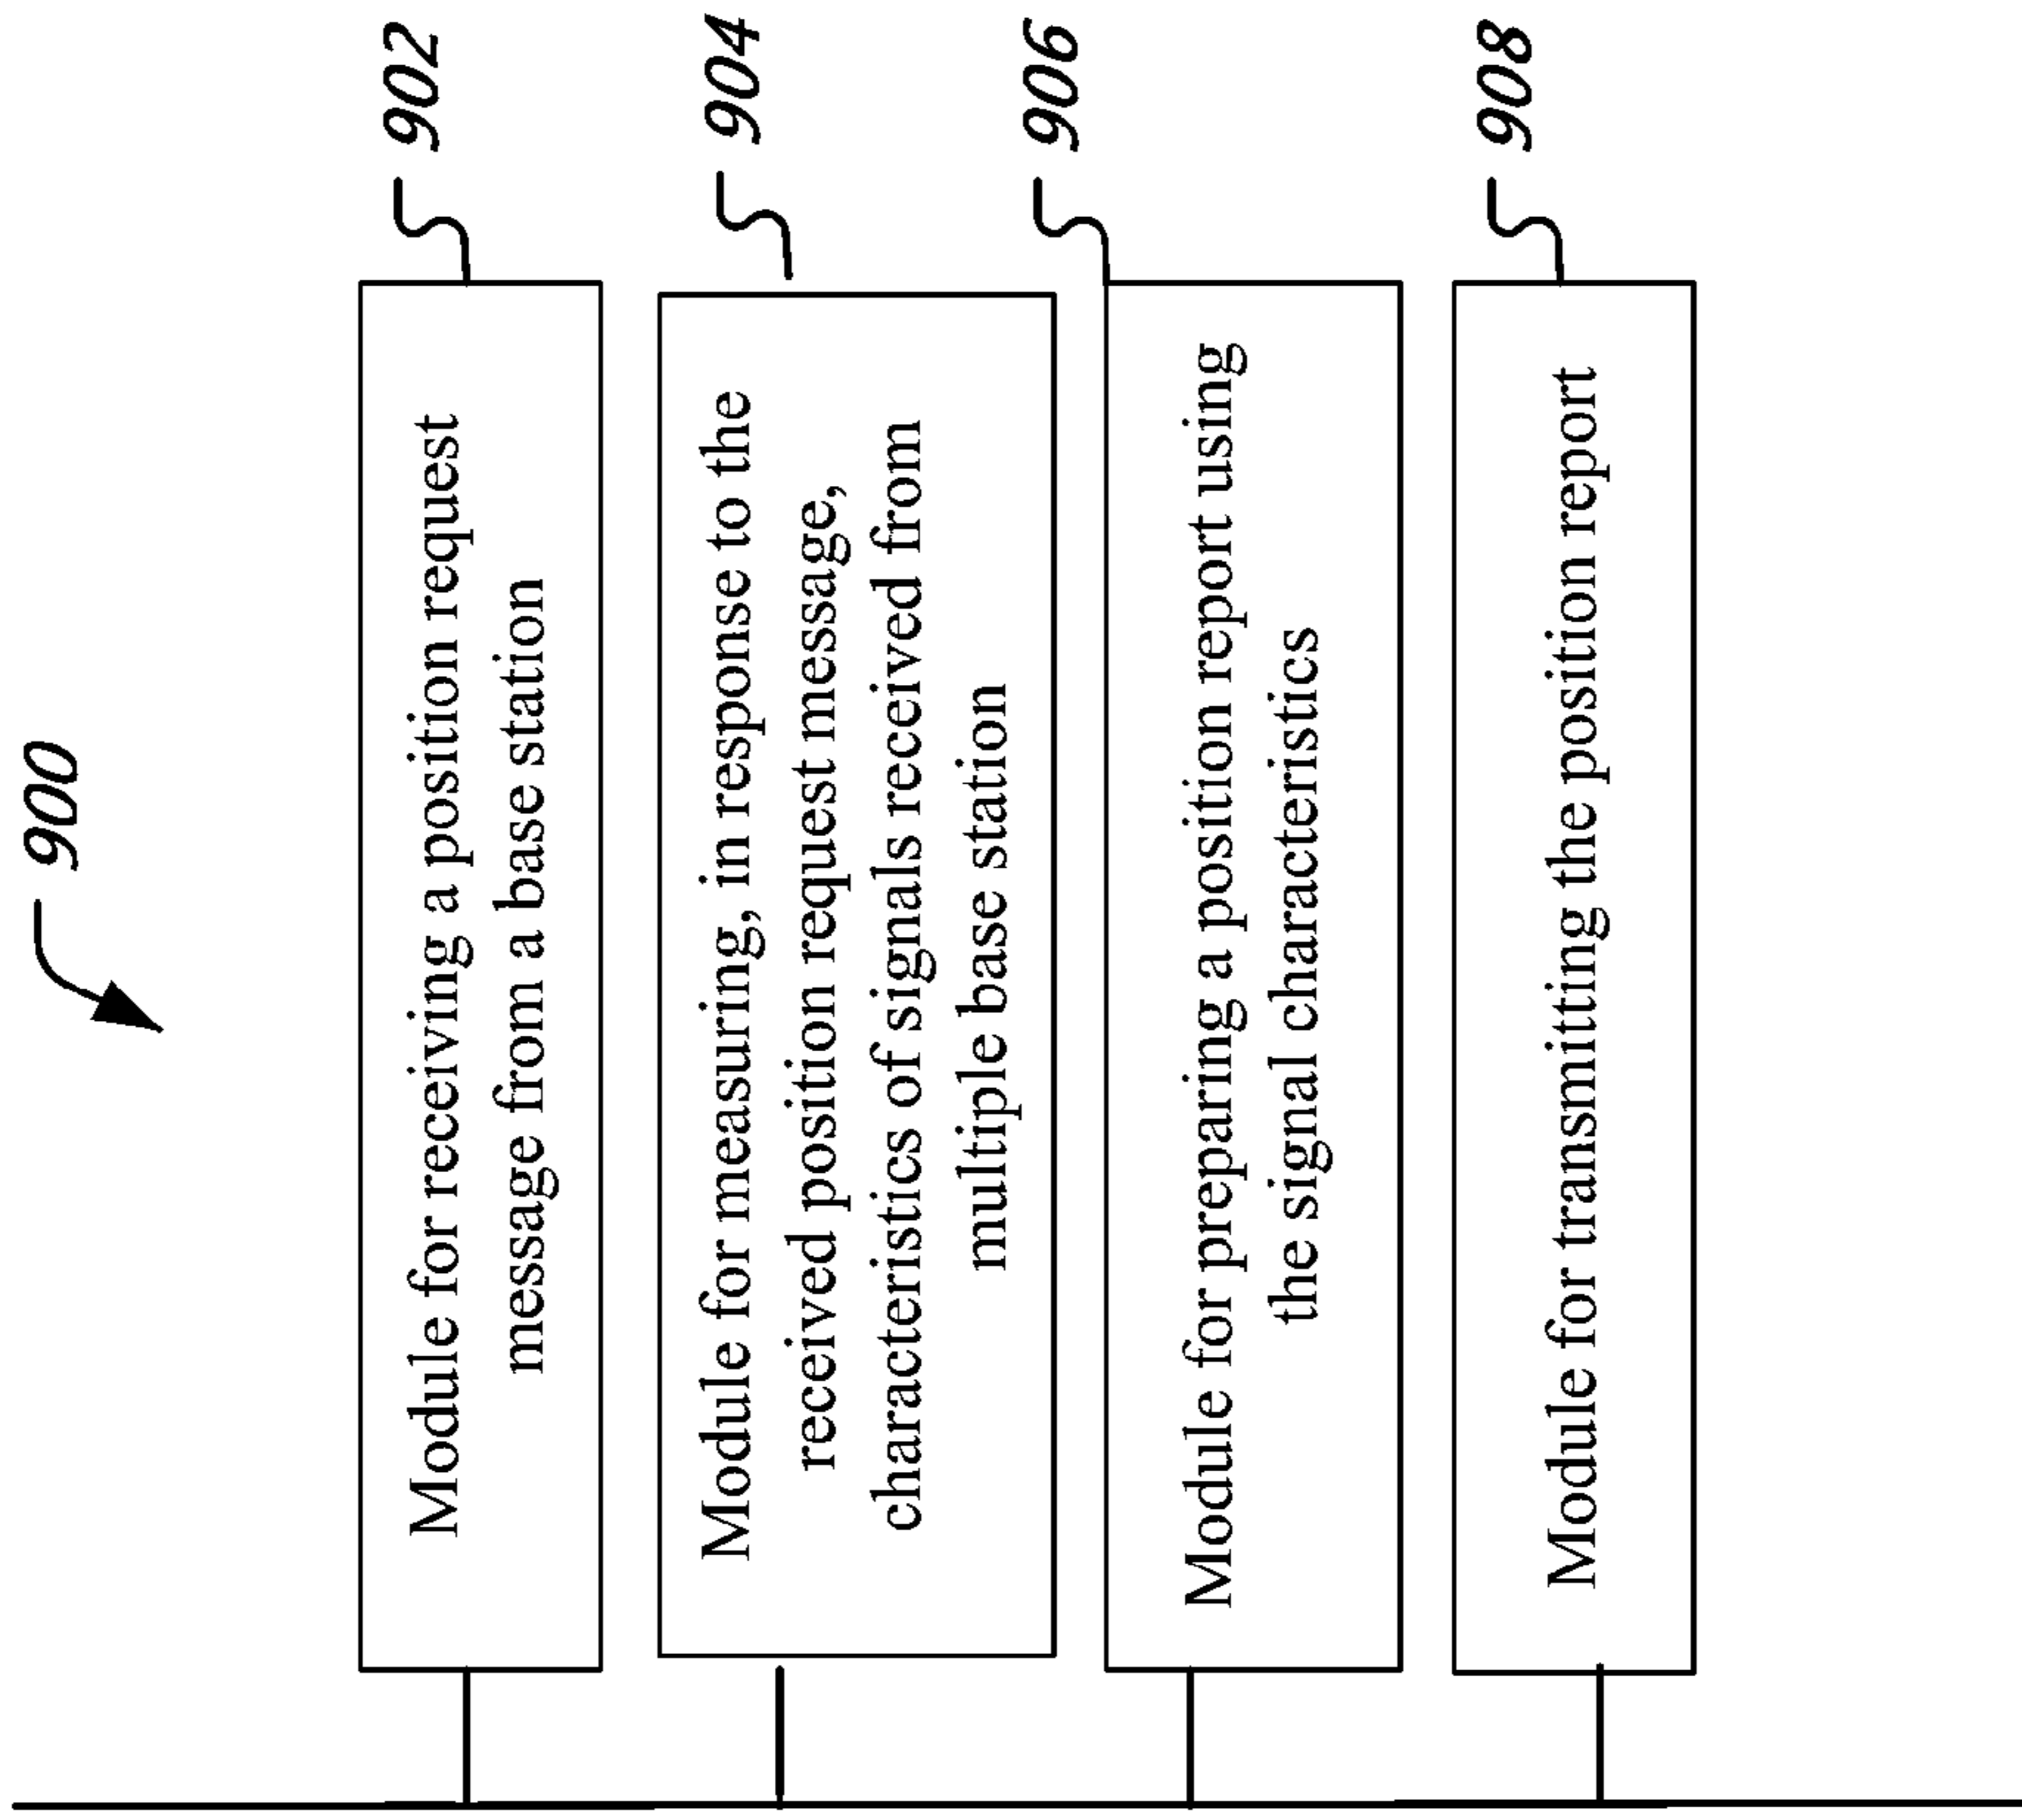 900
Module for receiving a position request
message from a base station
902
Module for measuring, in response to the
received position request message,
characteristics of signals received from
multiple base station
904
Module for preparing a position report using
the signal characteristics
906
Module for transmitting the position report
908